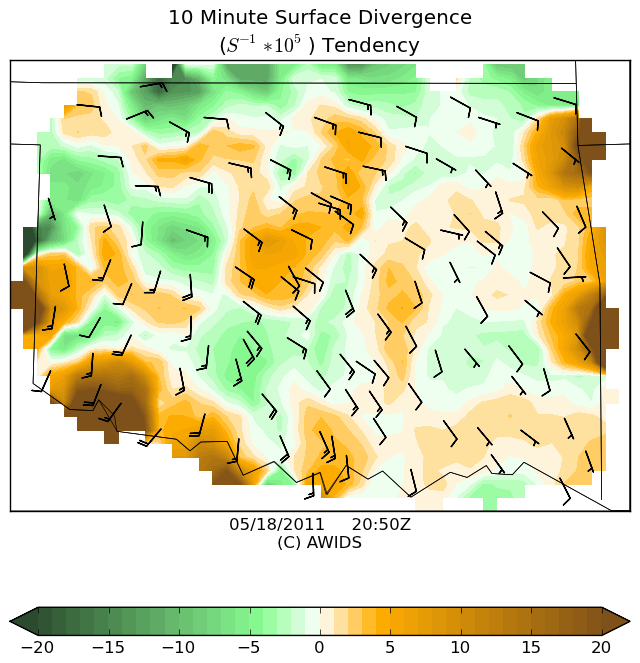 10 Minute Surface Divergence
(S⁻¹ *10⁵ ) Tendency
05/18/2011 20:50Z
(C) AWIDS
−20 −15 −10 −5 0 5 10 15 20